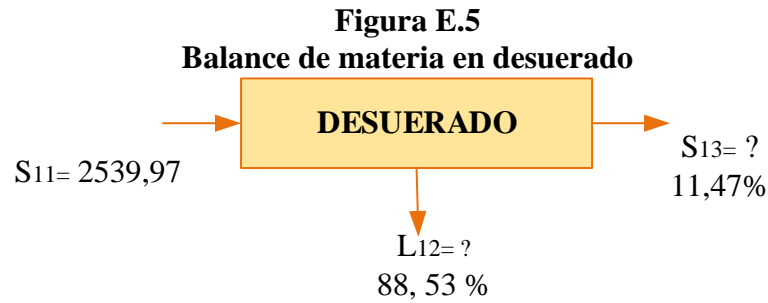 Figura E.5
Balance de materia en desuerado
DESUERADO
S11= 2539,97
S13= ?
11,47%
L12= ?
88, 53 %